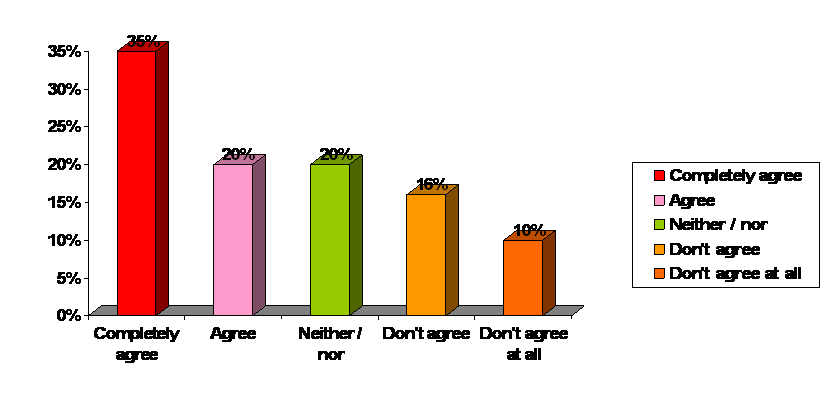 35%
35%
30%
25%
20%
20%
20%
16%
15%
10%
10%
5%
0%
Completely
agree
Agree
Neither /
nor
Don't agree
Don't agree
at all
Completely agree
Agree
Neither / nor
Don't agree
Don't agree at all